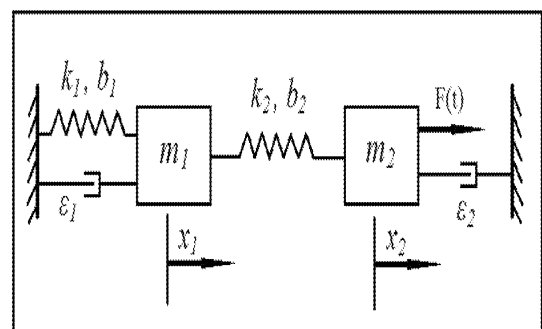 k₁, b₁
k₂, b₂
F(t)
m₁
m₂
ε₁
ε₂
x₁
x₂